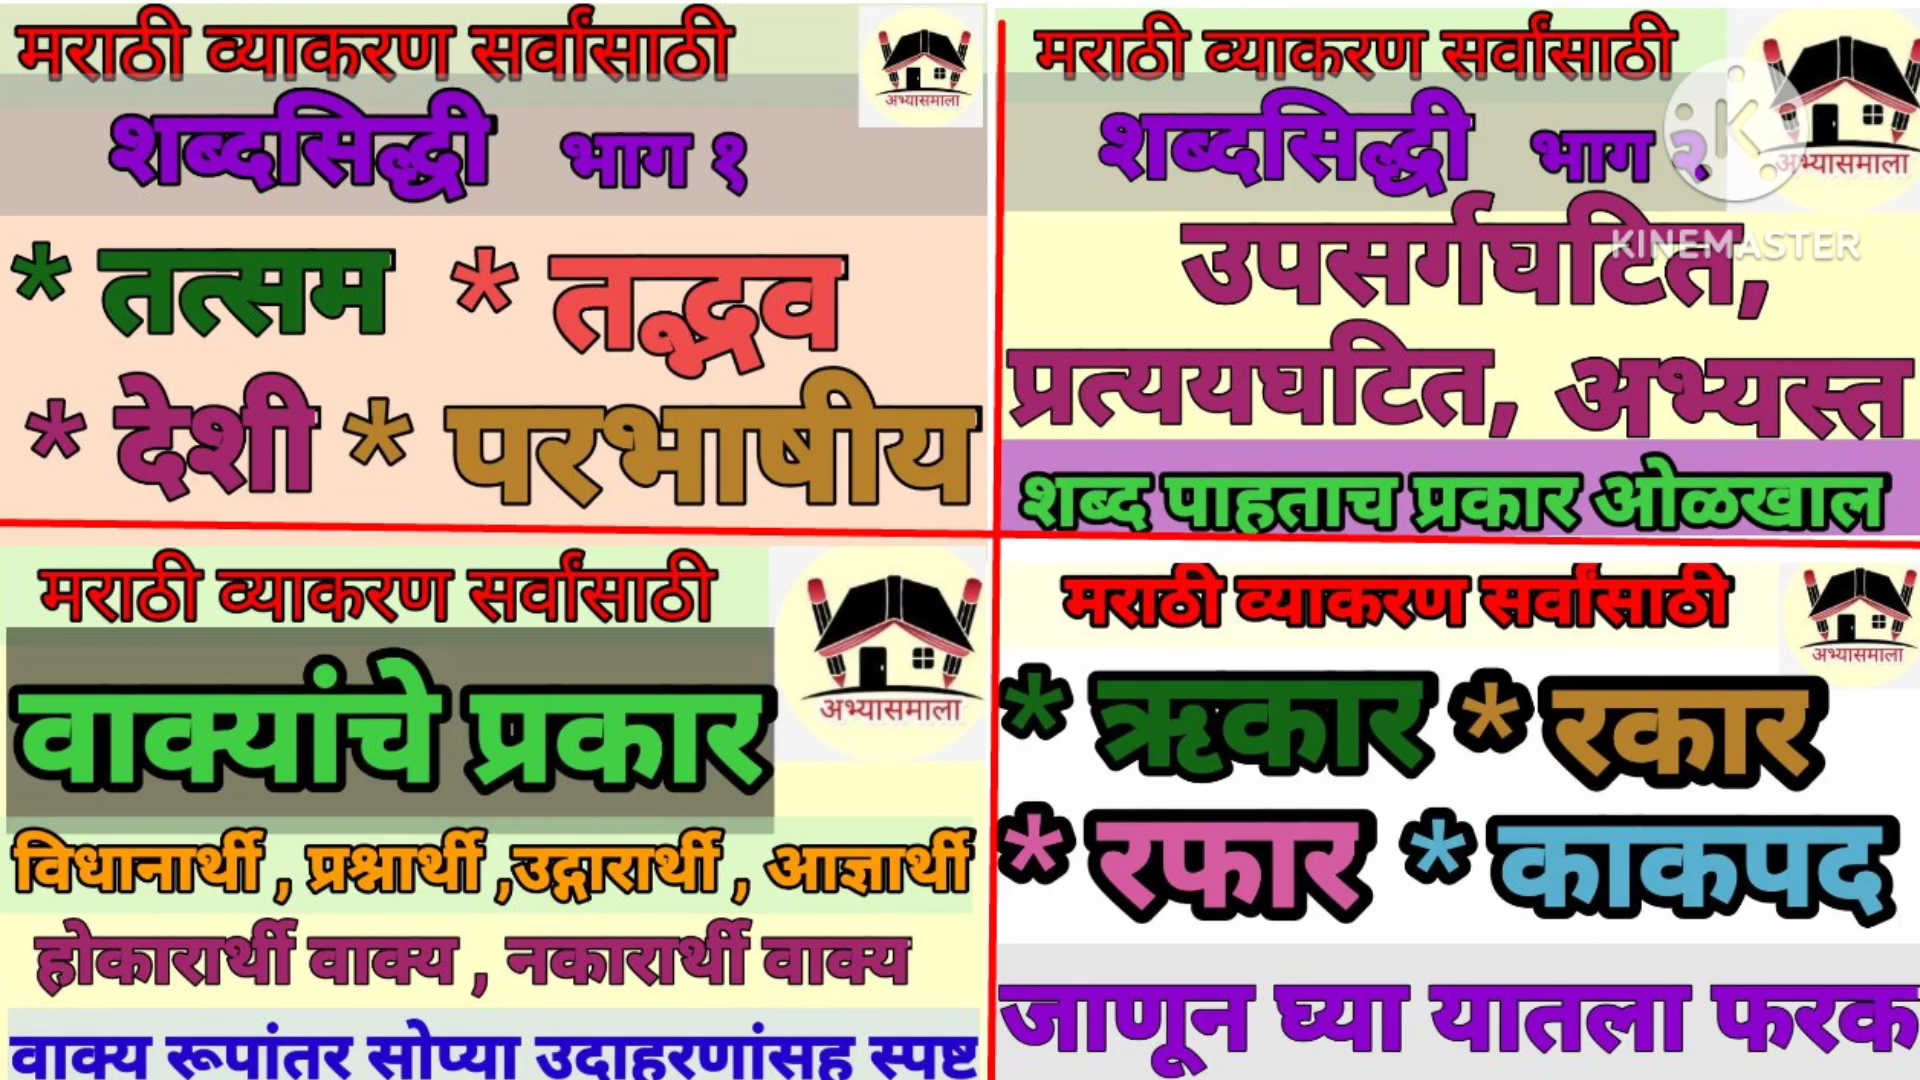 मराठी व्याकरण सर्वांसाठी
अभ्यासमाला
शब्दसिद्धी भाग १
* तत्सम * तद्भव
* देशी * परभाषीय
मराठी व्याकरण सर्वांसाठी
शब्दसिद्धी भाग २
अभ्यासमाला
KINEMASTER
उपसर्गघटित,
प्रत्ययघटित, अभ्यस्त
शब्द पाहताच प्रकार ओळखाल
मराठी व्याकरण सर्वांसाठी
अभ्यासमाला
वाक्यांचे प्रकार
विधानार्थी , प्रश्नार्थी ,उद्गारार्थी , आज्ञार्थी
होकारार्थी वाक्य , नकारार्थी वाक्य
वाक्य रूपांतर सोप्या उदाहरणांसह स्पष्ट
मराठी व्याकरण सर्वांसाठी
अभ्यासमाला
* ऋकार * रकार
* रफार * काकपद
जाणून घ्या यातला फरक